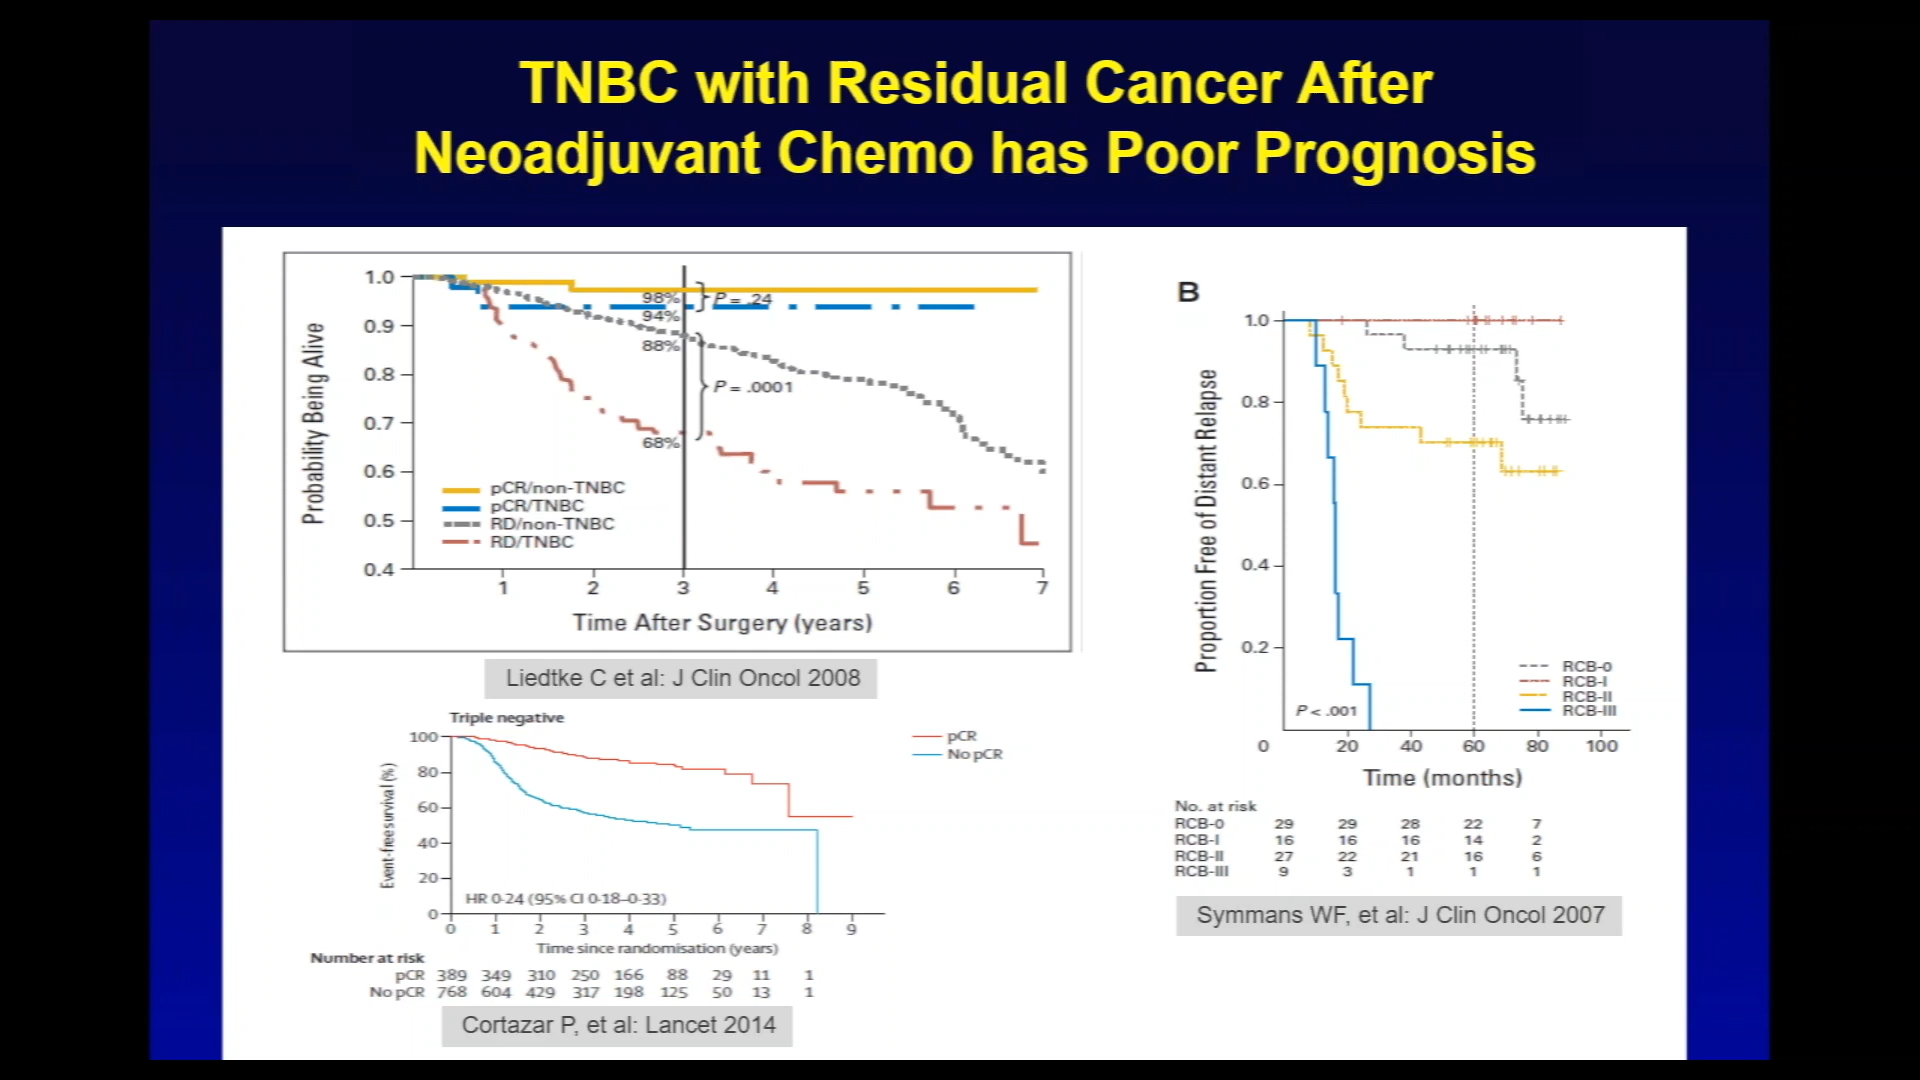 TNBC with Residual Cancer After
Neoadjuvant Chemo has Poor Prognosis
Probability Being Alive
1.0
0.9
0.8
0.7
0.6
0.5
0.4
98%
94%
88%
68%
P = .24
P = .0001
pCR/non-TNBC
pCR/TNBC
RD/non-TNBC
RD/TNBC
1 2 3 4 5 6 7
Time After Surgery (years)
Liedtke C et al: J Clin Oncol 2008
Triple negative
Event-free survival (%)
100
80
60
40
20
0
pCR
No pCR
HR 0·24 (95% CI 0·18–0·33)
0 1 2 3 4 5 6 7 8 9
Time since randomisation (years)
Number at risk
pCR 389 349 310 250 166 88 29 11 1
No pCR 768 604 429 317 198 125 50 13 1
Cortazar P, et al: Lancet 2014
B
Proportion Free of Distant Relapse
1.0
0.8
0.6
0.4
0.2
P < .001
RCB-0
RCB-I
RCB-II
RCB-III
0 20 40 60 80 100
Time (months)
No. at risk
RCB-0 29 29 28 22 7
RCB-I 16 16 16 14 2
RCB-II 27 22 21 16 6
RCB-III 9 3 1 1 1
Symmans WF, et al: J Clin Oncol 2007